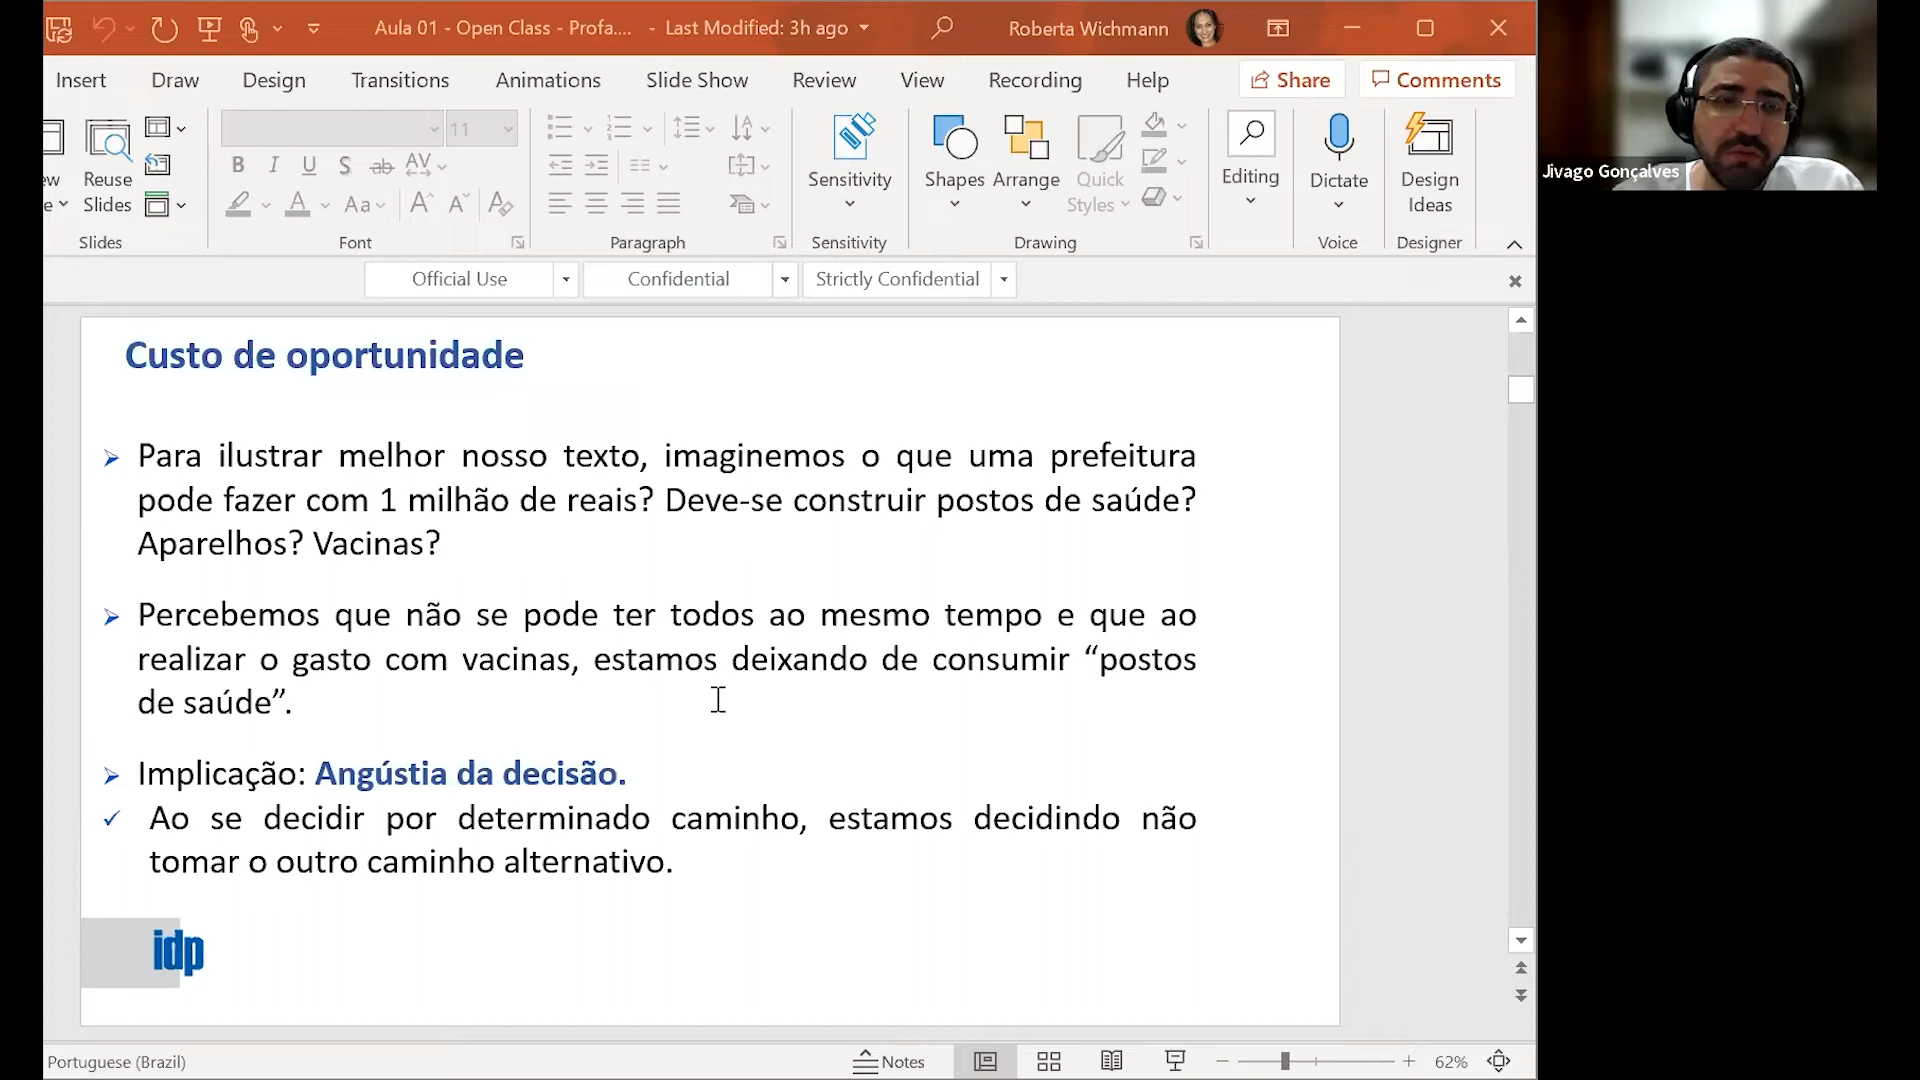 Aula 01 - Open Class - Profa.... - Last Modified: 3h ago
Roberta Wichmann
Insert Draw Design Transitions Animations Slide Show Review View Recording Help Share Comments
11
Reuse
Slides
Slides
B I U S ab AV
A Aa A A A
Font
Paragraph
Sensitivity
Sensitivity
Shapes Arrange Quick
Styles
Drawing
Editing
Dictate
Voice
Design
Ideas
Designer
Jivago Gonçalves
Official Use Confidential Strictly Confidential
Custo de oportunidade
Para ilustrar melhor nosso texto, imaginemos o que uma prefeitura
pode fazer com 1 milhão de reais? Deve-se construir postos de saúde?
Aparelhos? Vacinas?
Percebemos que não se pode ter todos ao mesmo tempo e que ao
realizar o gasto com vacinas, estamos deixando de consumir “postos
de saúde”.
Implicação: Angústia da decisão.
Ao se decidir por determinado caminho, estamos decidindo não
tomar o outro caminho alternativo.
idp
Portuguese (Brazil)
Notes
62%